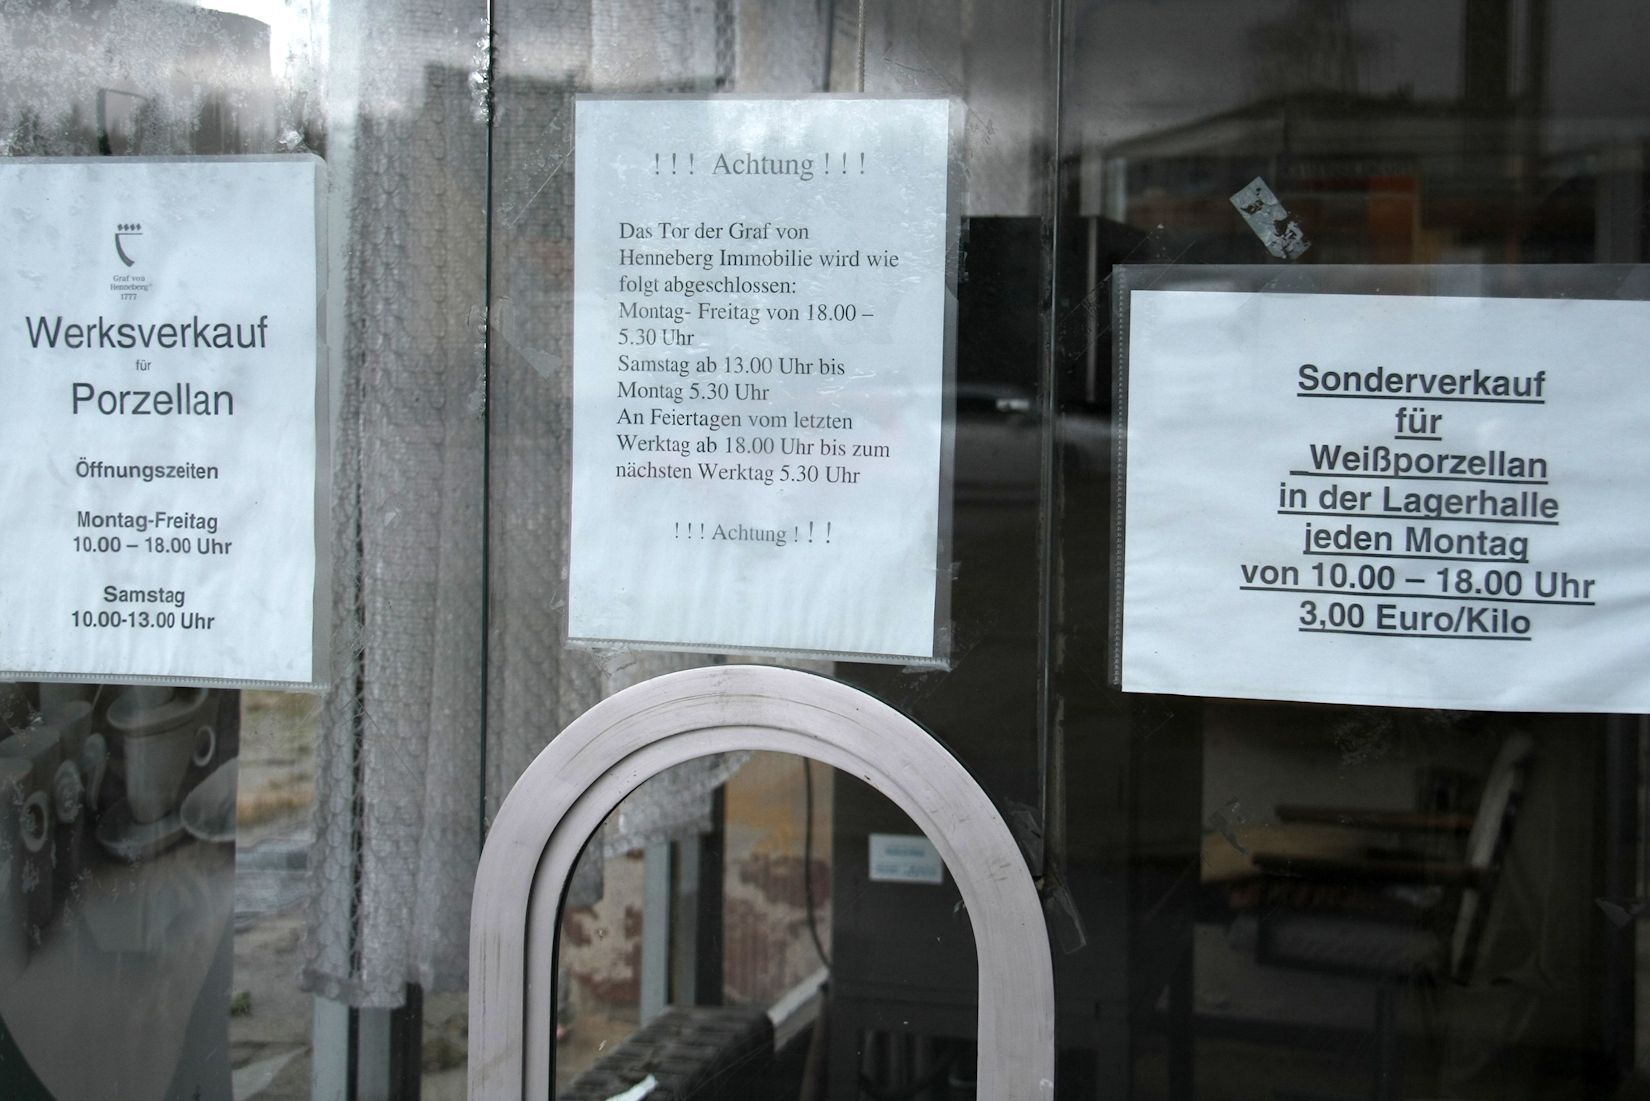 Graf von
Henneberg®
1777
Werksverkauf
für
Porzellan
Öffnungszeiten
Montag-Freitag
10.00 – 18.00 Uhr
Samstag
10.00-13.00 Uhr
! ! ! Achtung ! ! !
Das Tor der Graf von
Henneberg Immobilie wird wie
folgt abgeschlossen:
Montag- Freitag von 18.00 –
5.30 Uhr
Samstag ab 13.00 Uhr bis
Montag 5.30 Uhr
An Feiertagen vom letzten
Werktag ab 18.00 Uhr bis zum
nächsten Werktag 5.30 Uhr
! ! ! Achtung ! ! !
Sonderverkauf
für
Weißporzellan
in der Lagerhalle
jeden Montag
von 10.00 – 18.00 Uhr
3,00 Euro/Kilo